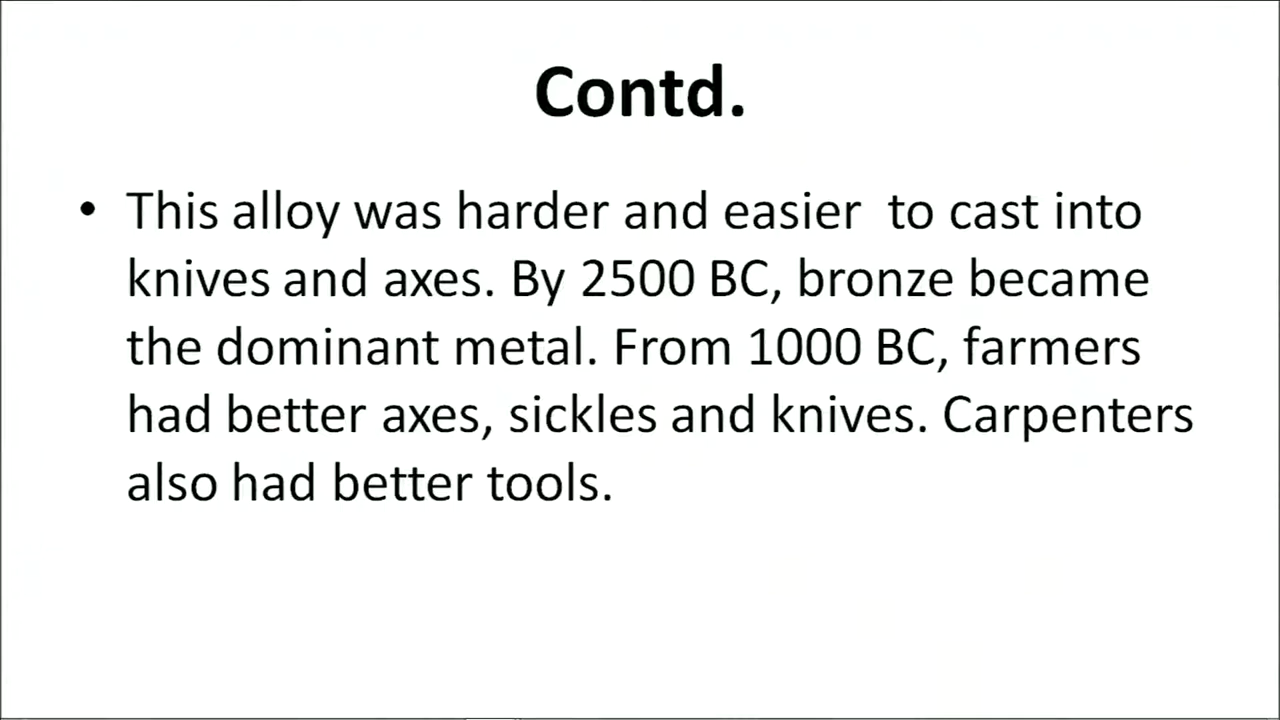 Contd.
• This alloy was harder and easier  to cast into
knives and axes. By 2500 BC, bronze became
the dominant metal. From 1000 BC, farmers
had better axes, sickles and knives. Carpenters
also had better tools.